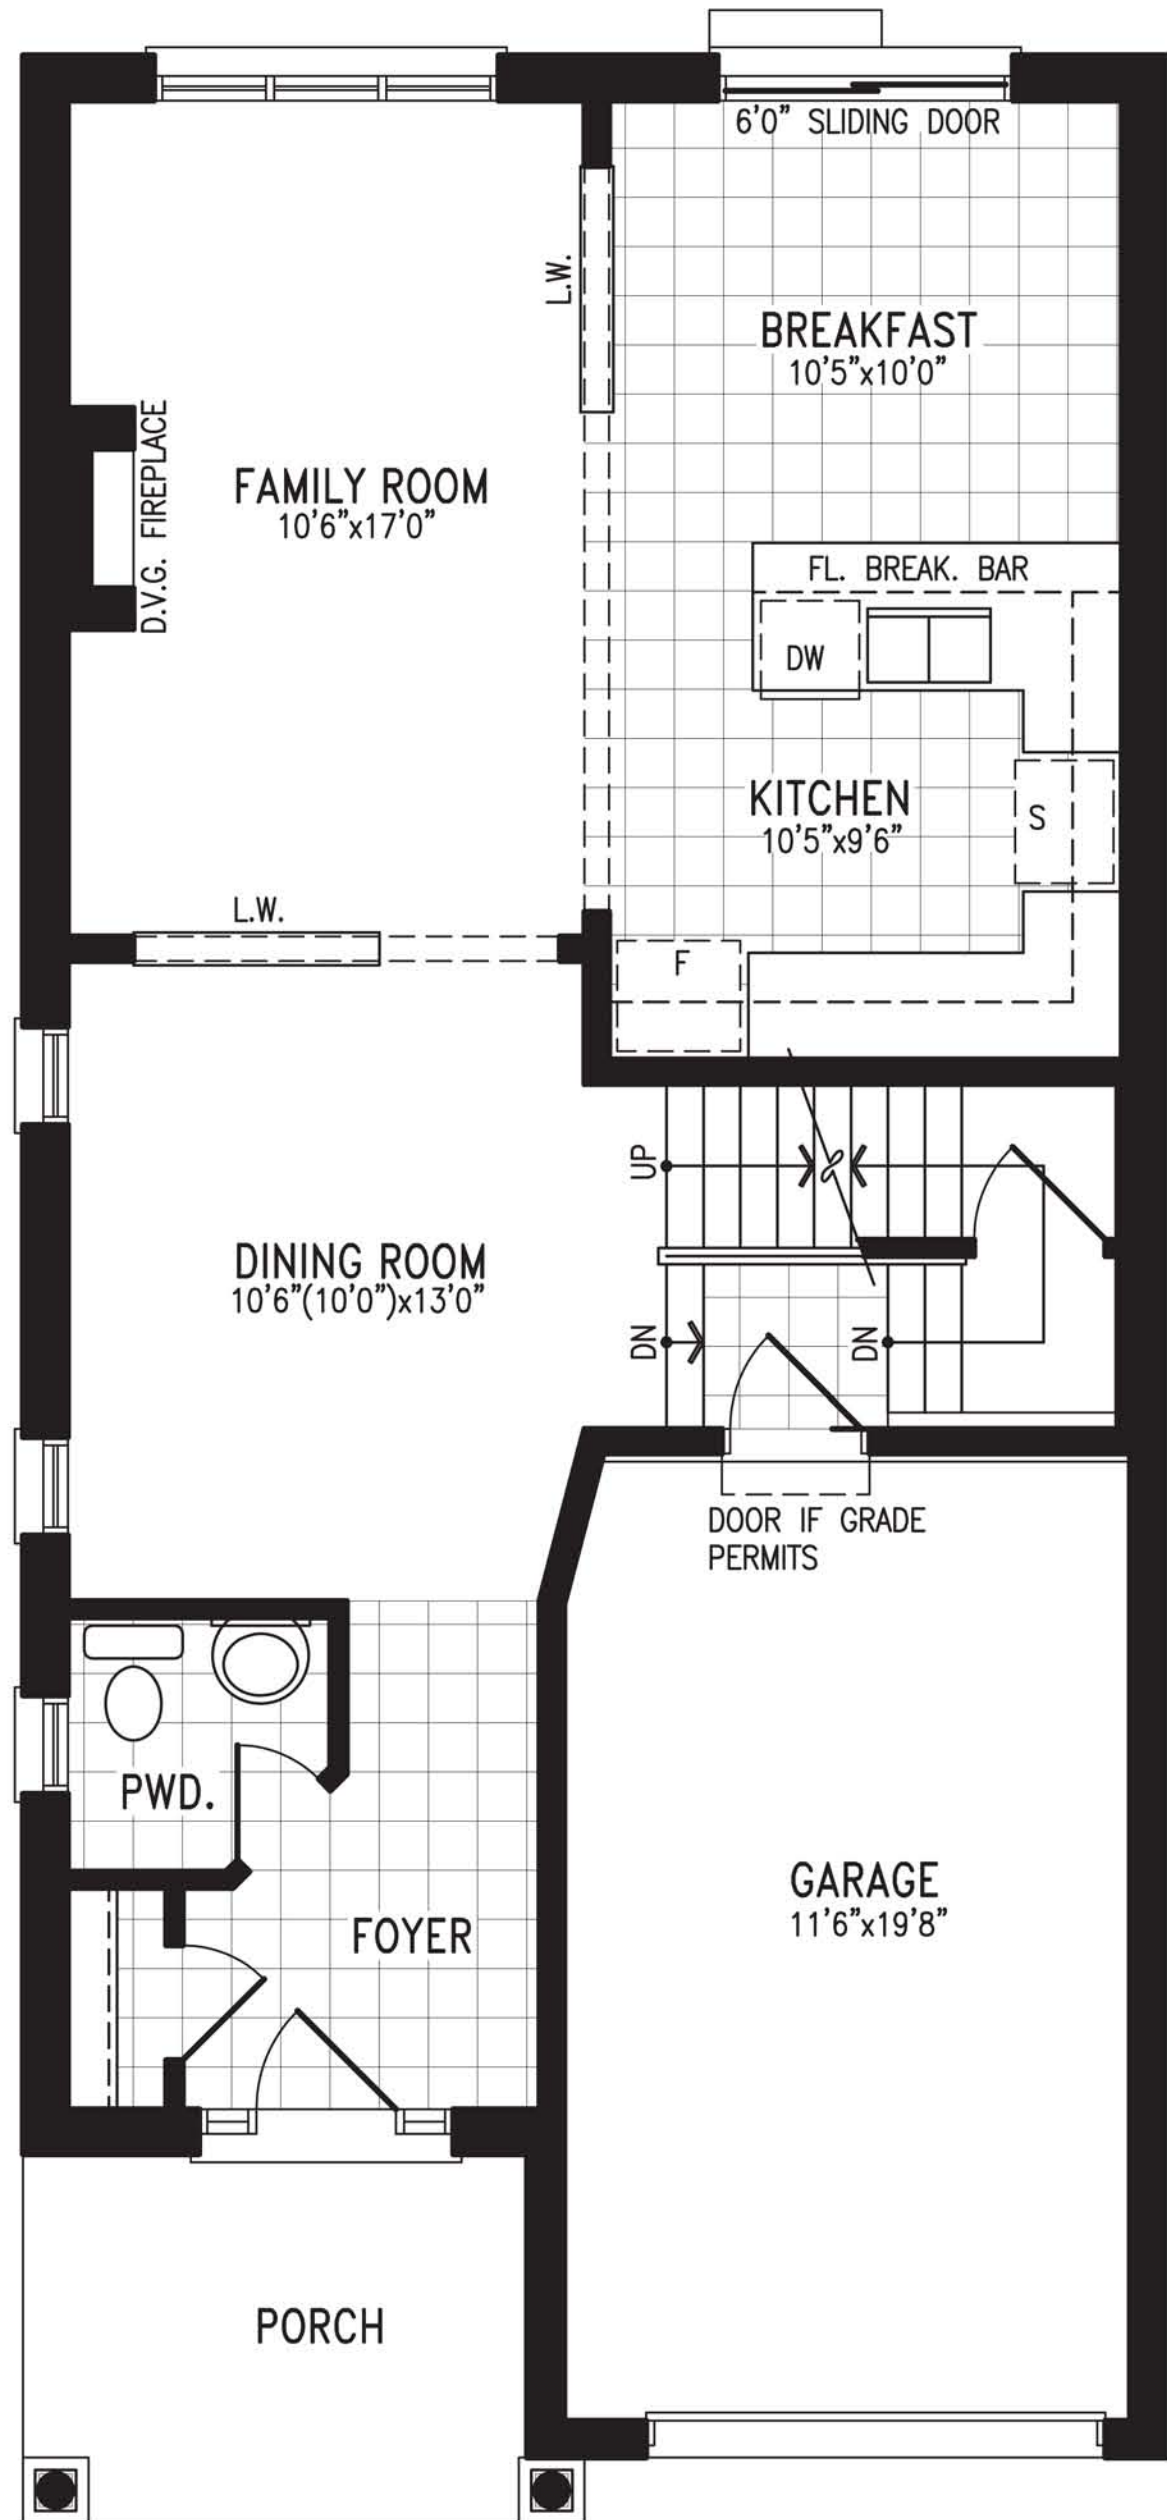 6'0" SLIDING DOOR
L.W.
BREAKFAST
10'5"x10'0"
D.V.G. FIREPLACE
FAMILY ROOM
10'6"x17'0"
FL. BREAK. BAR
DW
KITCHEN
10'5"x9'6"
S
L.W.
F
UP
DINING ROOM
10'6"(10'0")x13'0"
DN
DN
DOOR IF GRADE
PERMITS
PWD.
GARAGE
11'6"x19'8"
FOYER
PORCH